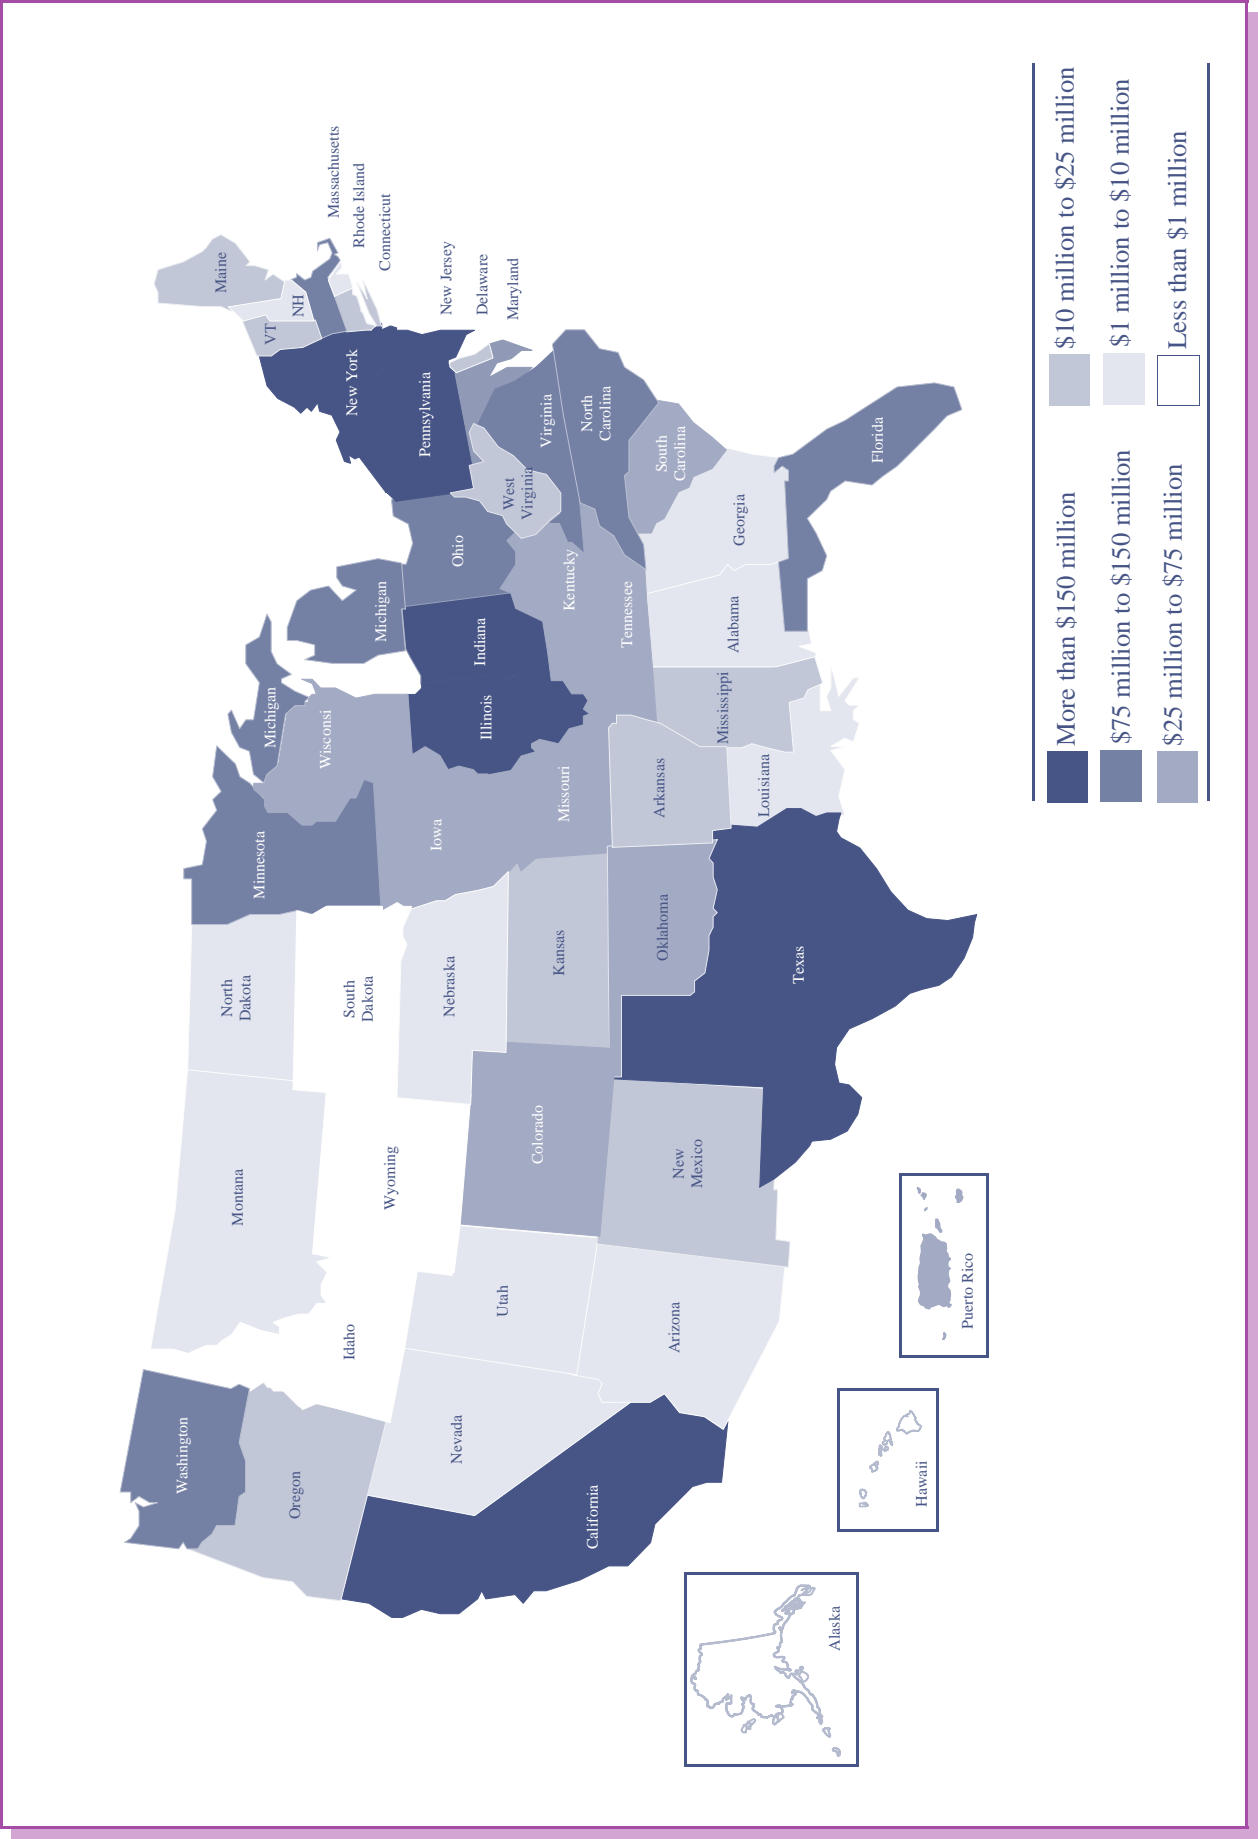 Washington
Oregon
California
Nevada
Idaho
Montana
Wyoming
Utah
Arizona
Colorado
New
Mexico
North
Dakota
South
Dakota
Nebraska
Kansas
Oklahoma
Texas
Minnesota
Iowa
Missouri
Arkansas
Louisiana
Wisconsi
Michigan
Michigan
Illinois
Indiana
Ohio
Kentucky
Tennessee
Mississippi
Alabama
Georgia
Florida
South
Carolina
North
Carolina
Virginia
West
Virginia
Pennsylvania
New York
VT
NH
Maine
Massachusetts
Rhode Island
Connecticut
New Jersey
Delaware
Maryland
Alaska
Hawaii
Puerto Rico
More than $150 million
$75 million to $150 million
$25 million to $75 million
$10 million to $25 million
$1 million to $10 million
Less than $1 million